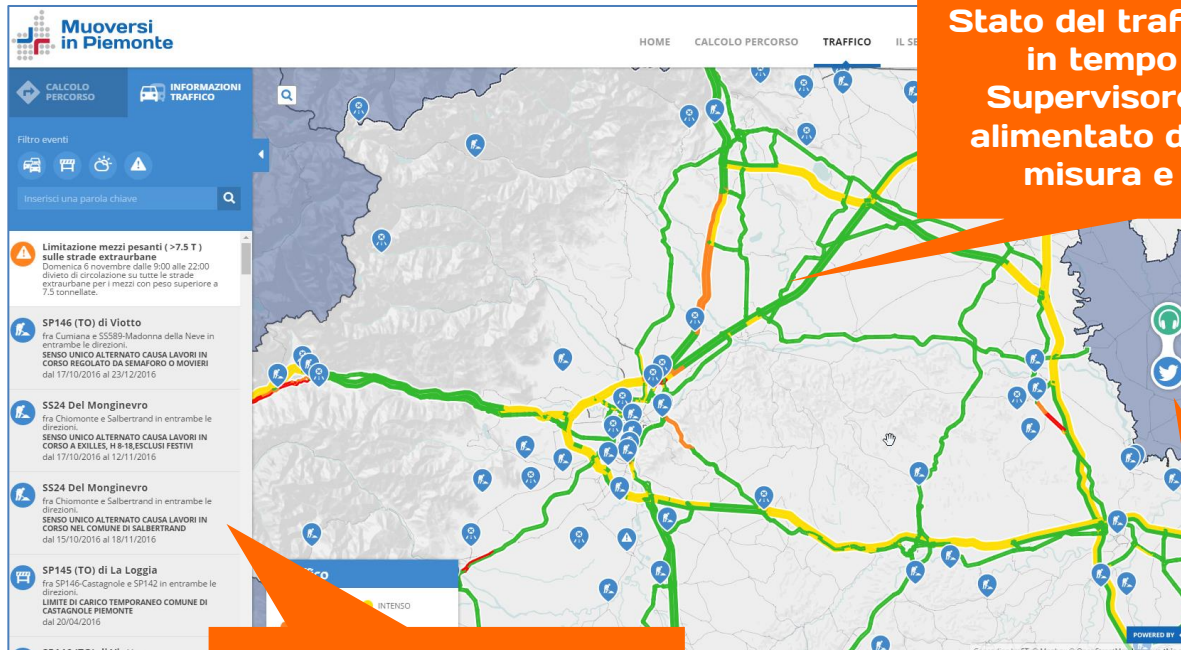 Muoversi
in Piemonte
HOME CALCOLO PERCORSO TRAFFICO IL SE
Stato del traf
in tempo
Supervisor
alimentato d
misura e
CALCOLO
PERCORSO
INFORMAZIONI
TRAFFICO
Filtro eventi
Inserisci una parola chiave
Limitazione mezzi pesanti ( >7.5 T )
sulle strade extraurbane
Domenica 6 novembre dalle 9:00 alle 22:00
divieto di circolazione su tutte le strade
extraurbane per i mezzi con peso superiore a
7.5 tonnellate.
SP146 (TO) di Viotto
fra Cumiana e SS589-Madonna della Neve in
entrambe le direzioni.
SENSO UNICO ALTERNATO CAUSA LAVORI IN
CORSO REGOLATO DA SEMAFORO O MOVIERI
dal 17/10/2016 al 23/12/2016
SS24 Del Monginevro
fra Chiomonte e Salbertrand in entrambe le
direzioni.
SENSO UNICO ALTERNATO CAUSA LAVORI IN
CORSO A EXILLES, H 8-18,ESCLUSI FESTIVI
dal 17/10/2016 al 12/11/2016
SS24 Del Monginevro
fra Chiomonte e Salbertrand in entrambe le
direzioni.
SENSO UNICO ALTERNATO CAUSA LAVORI IN
CORSO NEL COMUNE DI SALBERTRAND
dal 15/10/2016 al 18/11/2016
SP145 (TO) di La Loggia
fra SP146-Castagnole e SP142 in entrambe le
direzioni.
LIMITE DI CARICO TEMPORANEO COMUNE DI
CASTAGNOLE PIEMONTE
dal 20/04/2016
INTENSO
POWERED BY